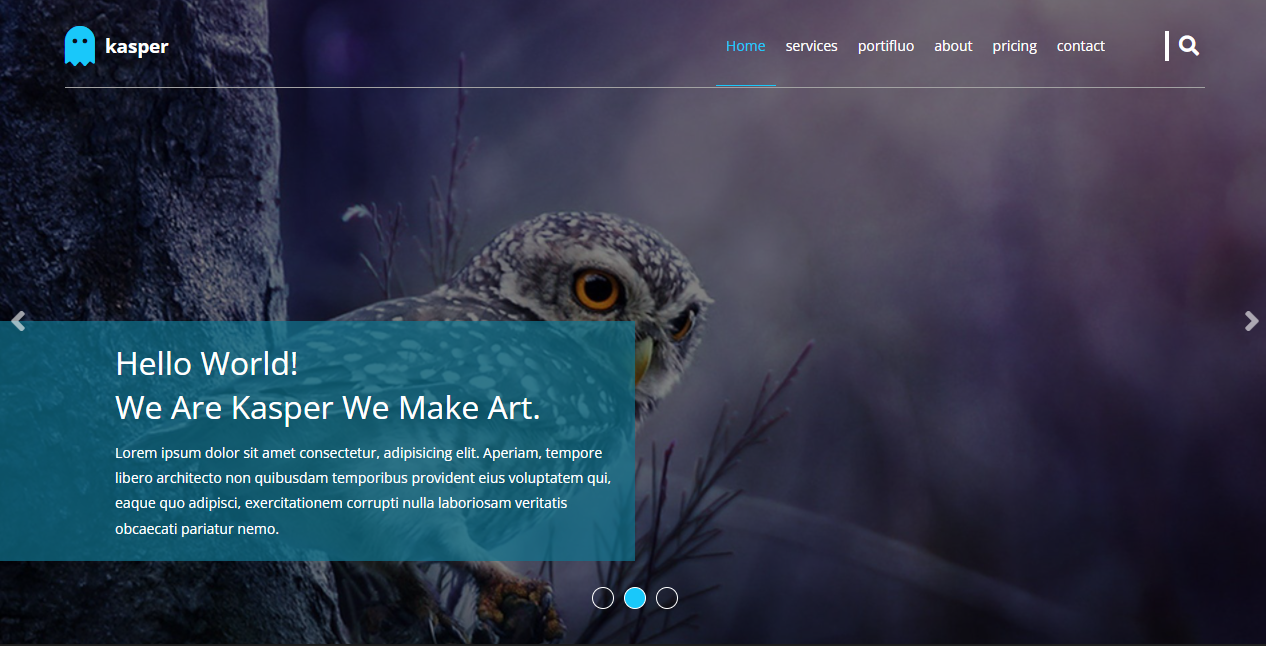 kasper
Home services portifluo about pricing contact
Hello World!
We Are Kasper We Make Art.
Lorem ipsum dolor sit amet consectetur, adipisicing elit. Aperiam, tempore
libero architecto non quibusdam temporibus provident eius voluptatem qui,
eaque quo adipisci, exercitationem corrupti nulla laboriosam veritatis
obcaecati pariatur nemo.